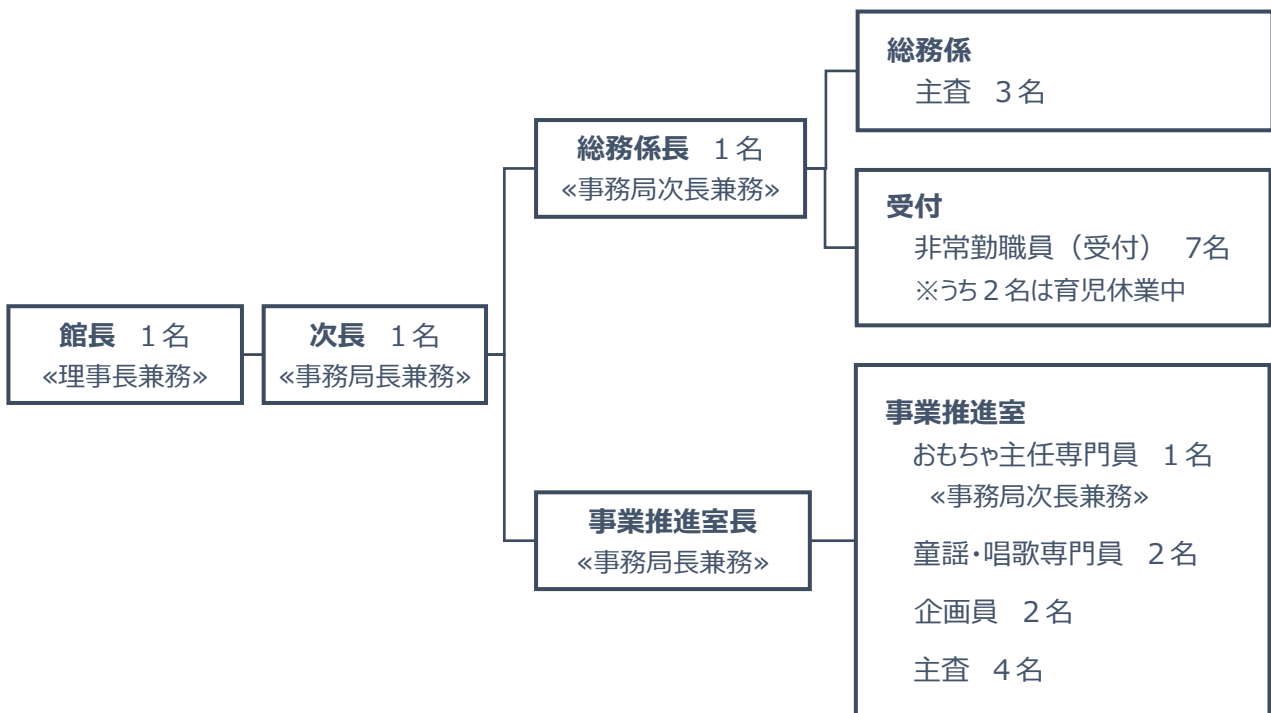 館長 １名
«理事長兼務»
次長 １名
«事務局長兼務»
総務係長 １名
«事務局次長兼務»
総務係
主査 ３名
受付
非常勤職員（受付） 7名
※うち２名は育児休業中
事業推進室長
«事務局長兼務»
事業推進室
おもちゃ主任専門員 １名
«事務局次長兼務»
童謡・唱歌専門員 ２名
企画員 ２名
主査 ４名